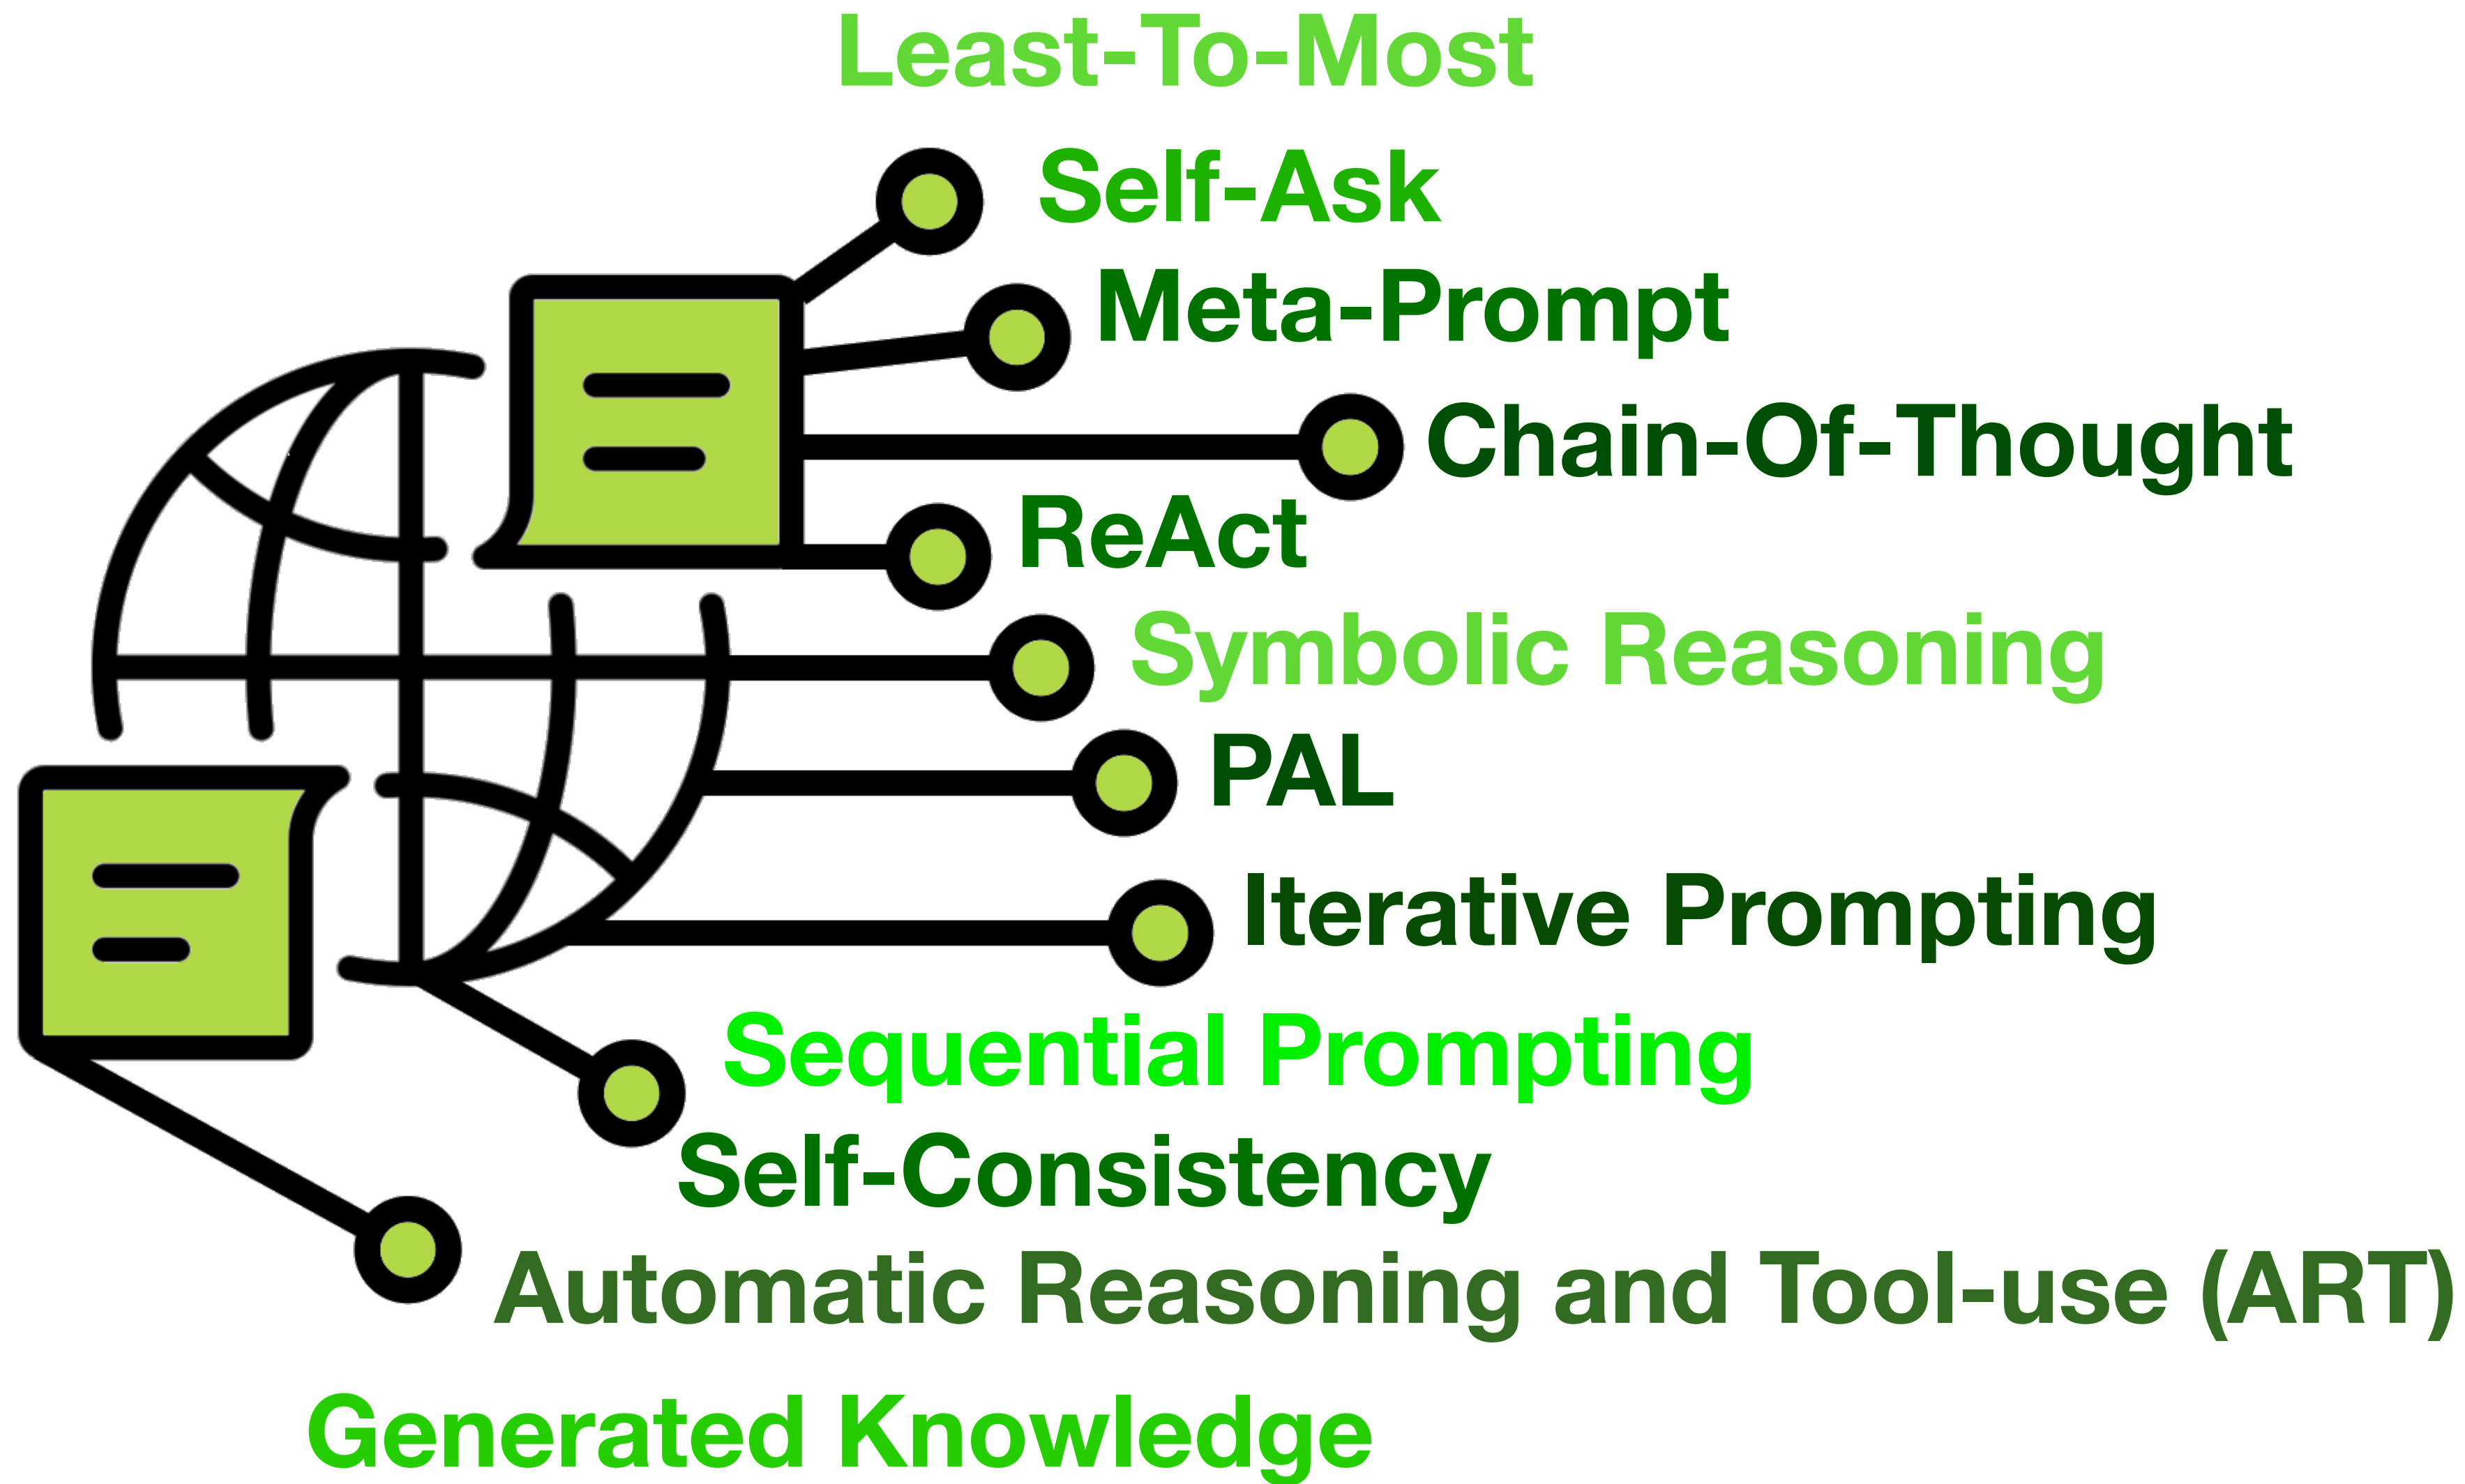 Least-To-Most
Self-Ask
Meta-Prompt
Chain-Of-Thought
ReAct
Symbolic Reasoning
PAL
Iterative Prompting
Sequential Prompting
Self-Consistency
Automatic Reasoning and Tool-use (ART)
Generated Knowledge